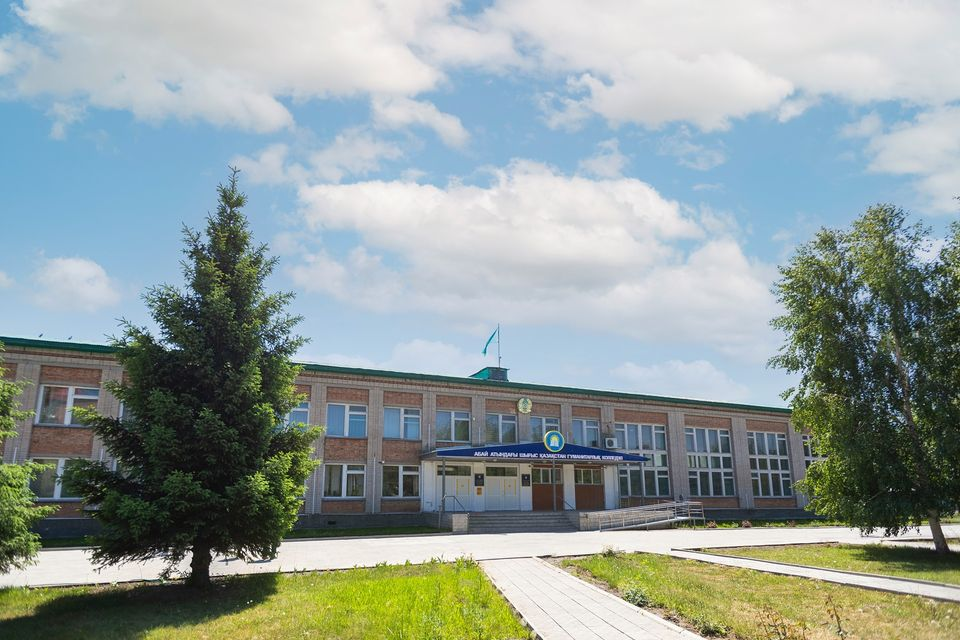 АБАЙ АТЫНДАҒЫ ШЫҒЫС ҚАЗАҚСТАН ГУМАНИТАРЛЫҚ КОЛЛЕДЖІ